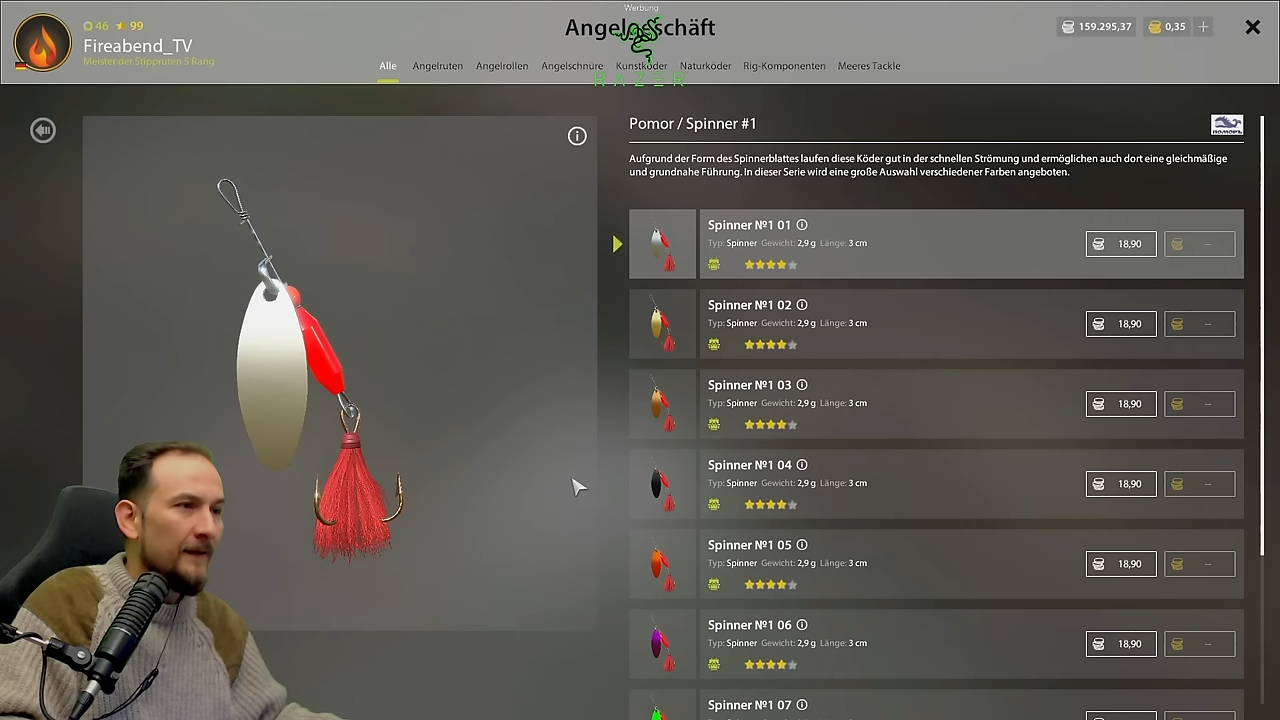 Werbung
46 99
Fireabend_TV
Meister der Stippruten 5 Rang
Angelgeschäft
RAZER
159.295,37
0,35
Alle Angelruten Angelrollen Angelschnüre Kunstköder Naturköder Rig-Komponenten Meeres Tackle
Pomor / Spinner #1
Aufgrund der Form des Spinnerblattes laufen diese Köder gut in der schnellen Strömung und ermöglichen auch dort eine gleichmäßige
und grundnahe Führung. In dieser Serie wird eine große Auswahl verschiedener Farben angeboten.
Spinner №1 01
Typ: Spinner Gewicht: 2,9 g Länge: 3 cm
18,90 –
Spinner №1 02
Typ: Spinner Gewicht: 2,9 g Länge: 3 cm
18,90 –
Spinner №1 03
Typ: Spinner Gewicht: 2,9 g Länge: 3 cm
18,90 –
Spinner №1 04
Typ: Spinner Gewicht: 2,9 g Länge: 3 cm
18,90 –
Spinner №1 05
Typ: Spinner Gewicht: 2,9 g Länge: 3 cm
18,90 –
Spinner №1 06
Typ: Spinner Gewicht: 2,9 g Länge: 3 cm
18,90 –
Spinner №1 07